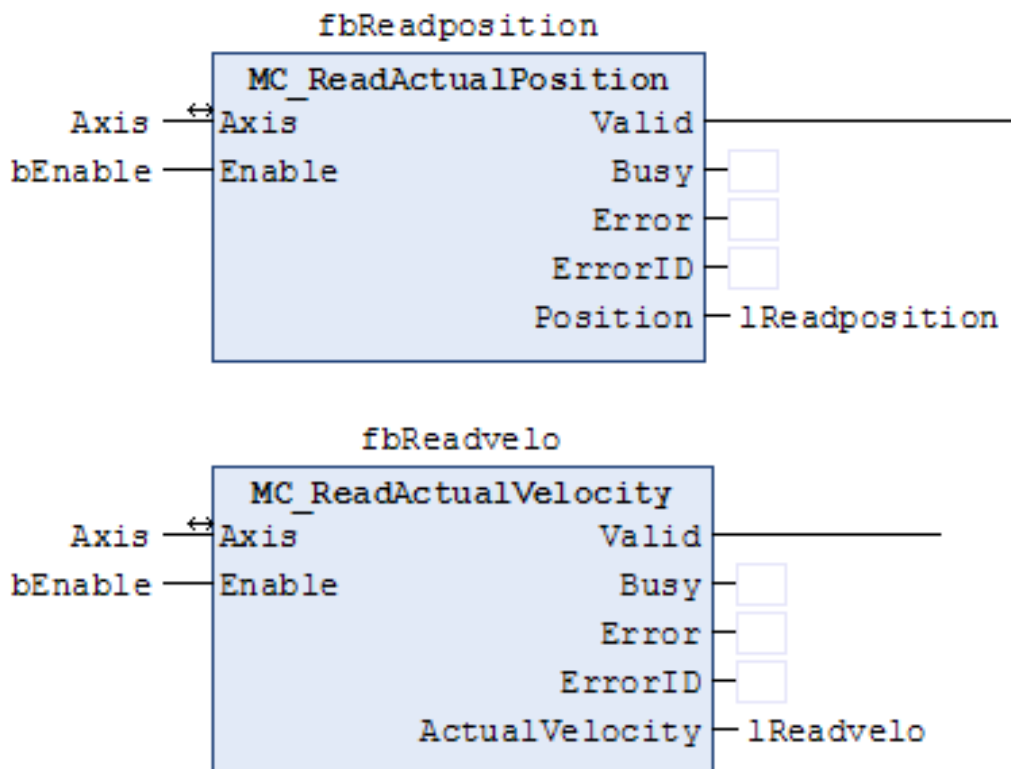 fbReadposition
MC_ReadActualPosition
Axis Axis Valid
bEnable Enable Busy
Error
ErrorID
Position lReadposition
fbReadvelo
MC_ReadActualVelocity
Axis Axis Valid
bEnable Enable Busy
Error
ErrorID
ActualVelocity lReadvelo